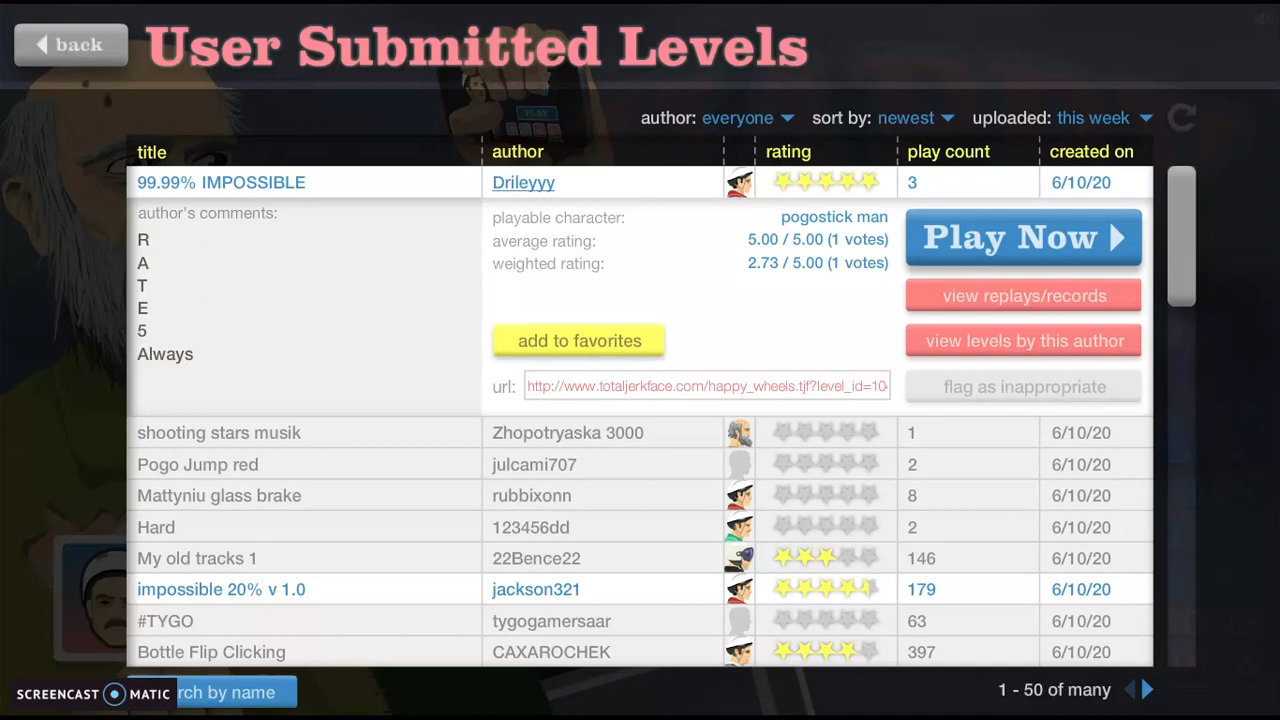 back
User Submitted Levels
author: everyone sort by: newest uploaded: this week
title author rating play count created on
99.99% IMPOSSIBLE Drileyyy 3 6/10/20
author's comments:
R
A
T
E
5
Always
playable character: pogostick man
average rating: 5.00 / 5.00 (1 votes)
weighted rating: 2.73 / 5.00 (1 votes)
add to favorites
url: http://www.totaljerkface.com/happy_wheels.tjf?level_id=10
Play Now
view replays/records
view levels by this author
flag as inappropriate
shooting stars musik Zhopotryaska 3000 1 6/10/20
Pogo Jump red julcami707 2 6/10/20
Mattyniu glass brake rubbixonn 8 6/10/20
Hard 123456dd 2 6/10/20
My old tracks 1 22Bence22 146 6/10/20
impossible 20% v 1.0 jackson321 179 6/10/20
#TYGO tygogamersaar 63 6/10/20
Bottle Flip Clicking CAXAROCHEK 397 6/10/20
SCREENCAST MATIC rch by name 1 - 50 of many